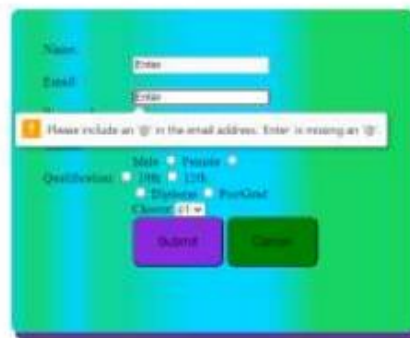 Name
Enter
Email
Enter
Please include an '@' in the email address. 'Enter' is missing an '@'.
Male Female
Qualification 10th 12th
Diploma PostGrad
Choose
Submit Cancel